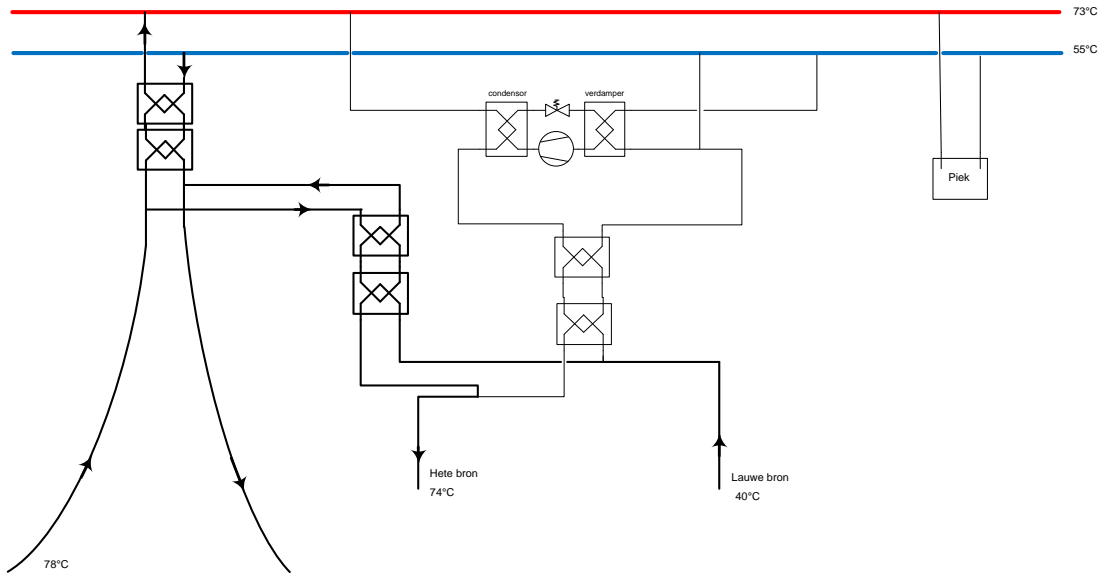 73°C
55°C
condensor
verdamper
Piek
Hete bron
74°C
Lauwe bron
40°C
78°C